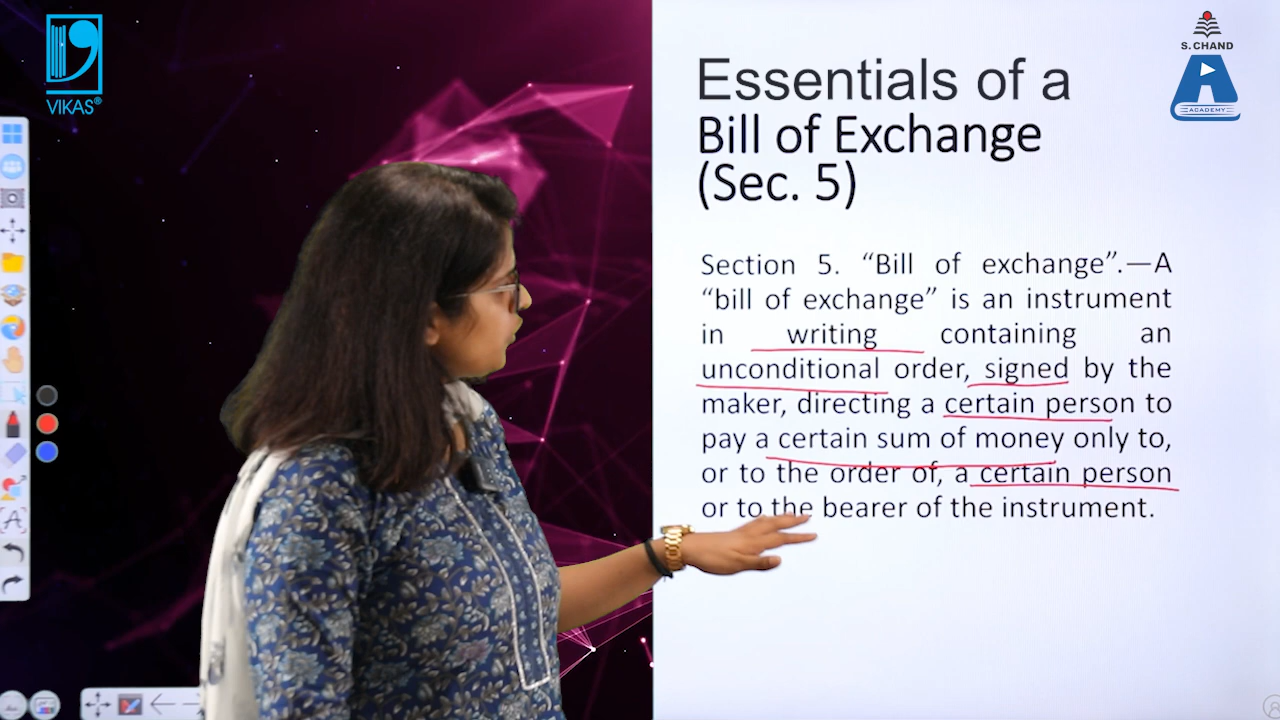 VIKAS®
S. CHAND
ACADEMY
Essentials of a
Bill of Exchange
(Sec. 5)
Section 5. “Bill of exchange”.—A
“bill of exchange” is an instrument
in writing containing an
unconditional order, signed by the
maker, directing a certain person to
pay a certain sum of money only to,
or to the order of, a certain person
or to the bearer of the instrument.